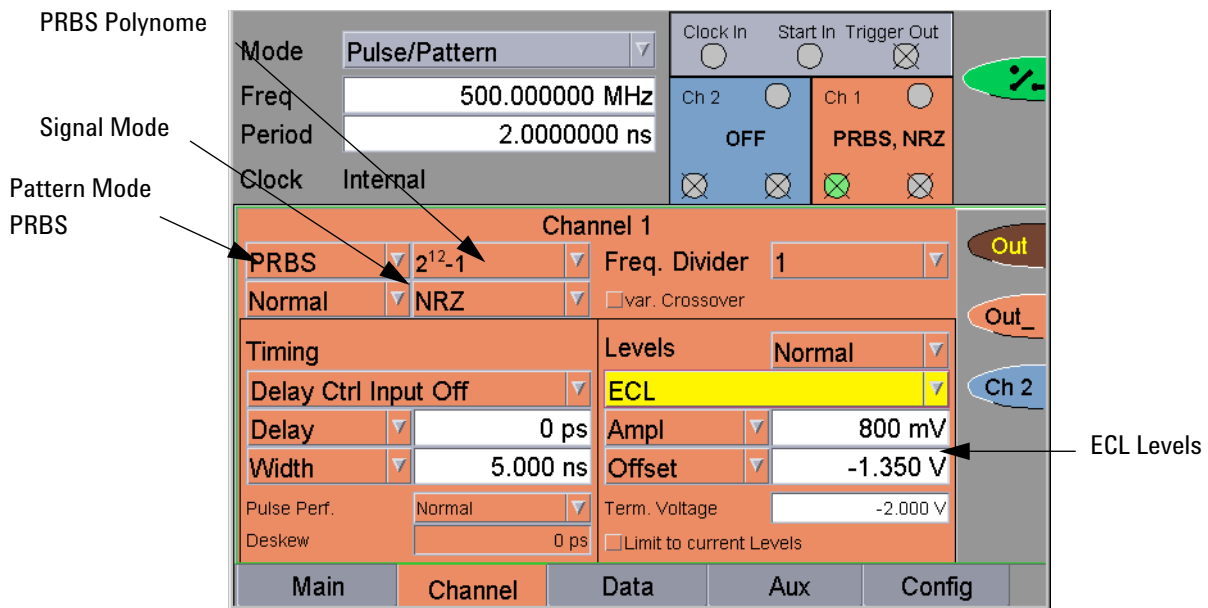 PRBS Polynome
Signal Mode
Pattern Mode
PRBS
ECL Levels
Mode Pulse/Pattern
Freq 500.000000 MHz
Period 2.0000000 ns
Clock Internal
Clock In Start In Trigger Out
Ch 2 Ch 1
OFF PRBS, NRZ
Channel 1
PRBS 2¹²-1 Freq. Divider 1
Normal NRZ var. Crossover
Timing
Delay Ctrl Input Off
Delay 0 ps
Width 5.000 ns
Pulse Perf. Normal
Deskew 0 ps
Levels Normal
ECL
Ampl 800 mV
Offset -1.350 V
Term. Voltage -2.000 V
Limit to current Levels
Out
Out_
Ch 2
Main Channel Data Aux Config